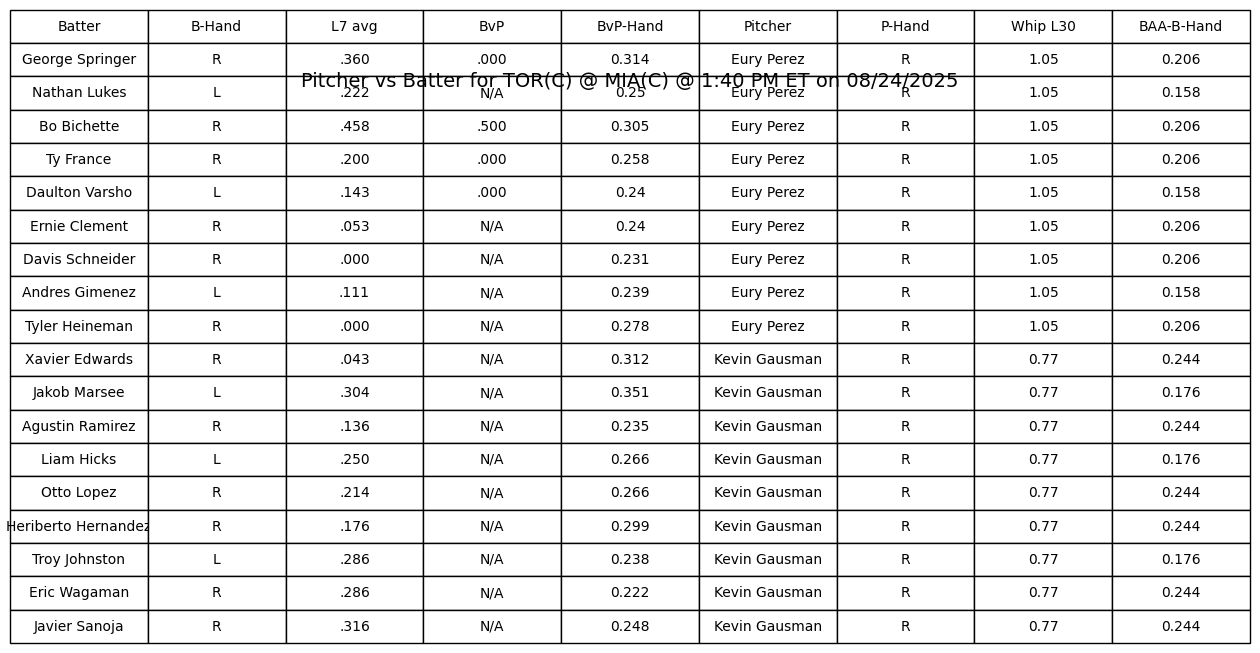 Batter B-Hand L7 avg BvP BvP-Hand Pitcher P-Hand Whip L30 BAA-B-Hand
George Springer R .360 .000 0.314 Eury Perez R 1.05 0.206
Pitcher vs Batter for TOR(C) @ MIA(C) @ 1:40 PM ET on 08/24/2025
Nathan Lukes L .222 N/A 0.25 Eury Perez R 1.05 0.158
Bo Bichette R .458 .500 0.305 Eury Perez R 1.05 0.206
Ty France R .200 .000 0.258 Eury Perez R 1.05 0.206
Daulton Varsho L .143 .000 0.24 Eury Perez R 1.05 0.158
Ernie Clement R .053 N/A 0.24 Eury Perez R 1.05 0.206
Davis Schneider R .000 N/A 0.231 Eury Perez R 1.05 0.206
Andres Gimenez L .111 N/A 0.239 Eury Perez R 1.05 0.158
Tyler Heineman R .000 N/A 0.278 Eury Perez R 1.05 0.206
Xavier Edwards R .043 N/A 0.312 Kevin Gausman R 0.77 0.244
Jakob Marsee L .304 N/A 0.351 Kevin Gausman R 0.77 0.176
Agustin Ramirez R .136 N/A 0.235 Kevin Gausman R 0.77 0.244
Liam Hicks L .250 N/A 0.266 Kevin Gausman R 0.77 0.176
Otto Lopez R .214 N/A 0.266 Kevin Gausman R 0.77 0.244
Heriberto Hernandez R .176 N/A 0.299 Kevin Gausman R 0.77 0.244
Troy Johnston L .286 N/A 0.238 Kevin Gausman R 0.77 0.176
Eric Wagaman R .286 N/A 0.222 Kevin Gausman R 0.77 0.244
Javier Sanoja R .316 N/A 0.248 Kevin Gausman R 0.77 0.244